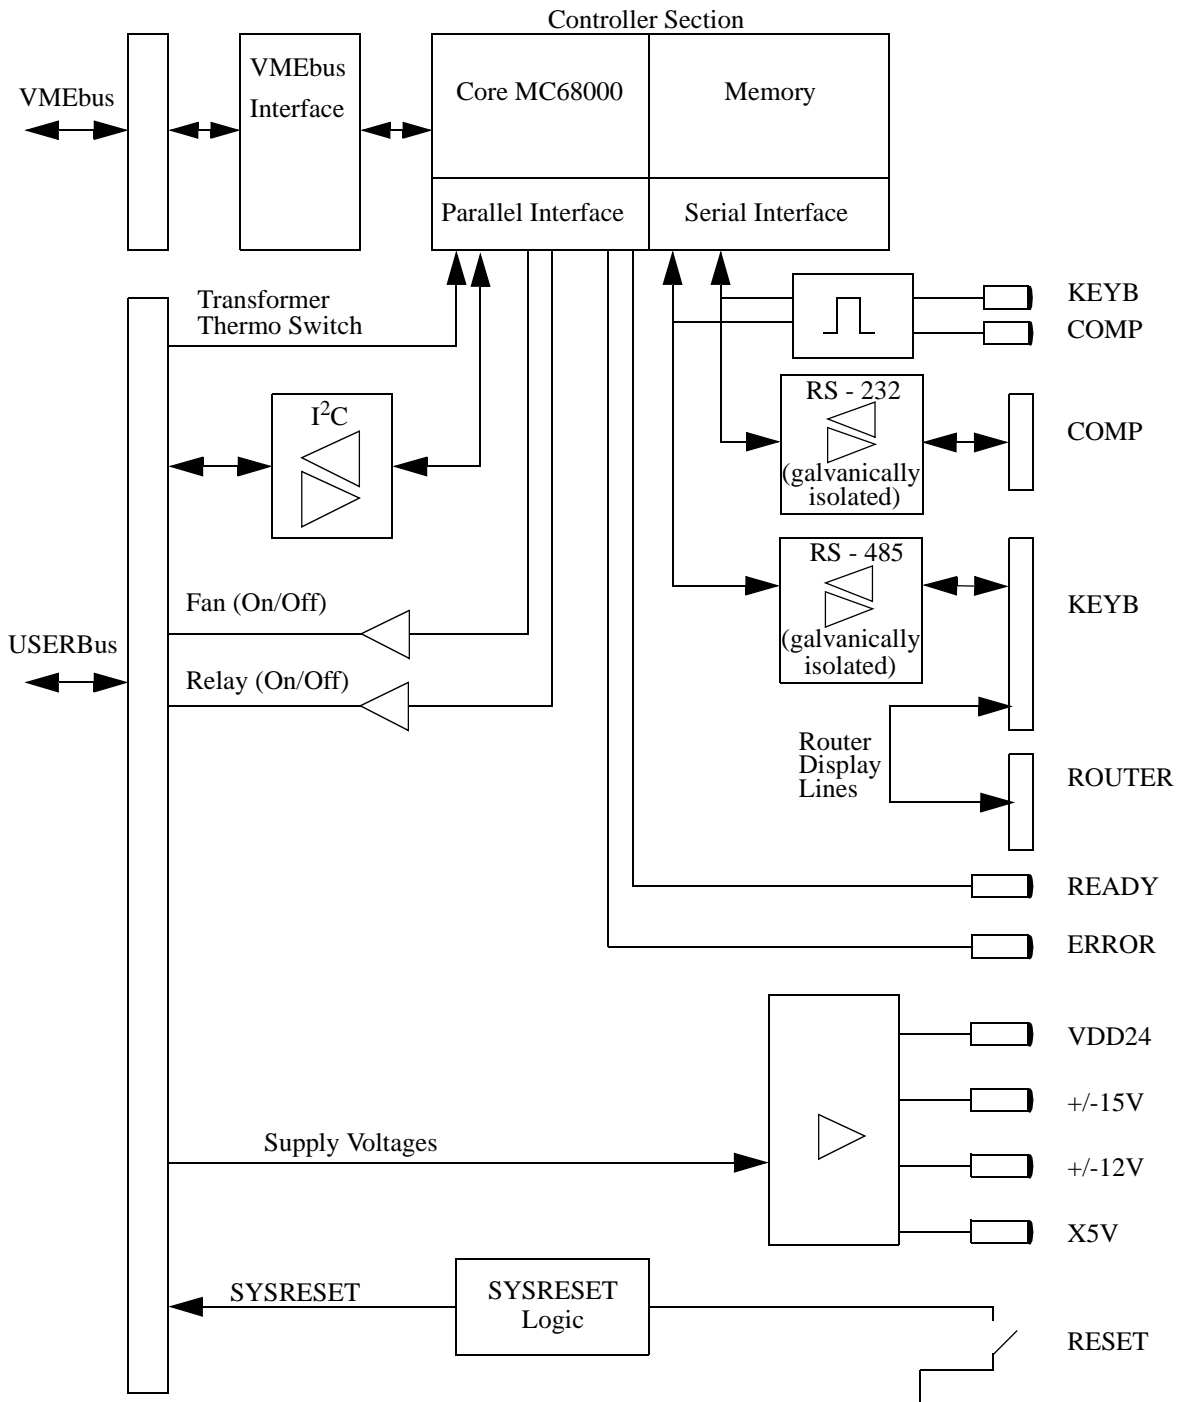 Controller Section
VMEbus
VMEbus
Interface
Core MC68000
Memory
Parallel Interface
Serial Interface
Transformer
Thermo Switch
KEYB
COMP
I²C
RS - 232
(galvanically
isolated)
COMP
RS - 485
(galvanically
isolated)
KEYB
Fan (On/Off)
USERBus
Relay (On/Off)
Router
Display
Lines
ROUTER
READY
ERROR
VDD24
+/-15V
Supply Voltages
+/-12V
X5V
SYSRESET
SYSRESET
Logic
RESET